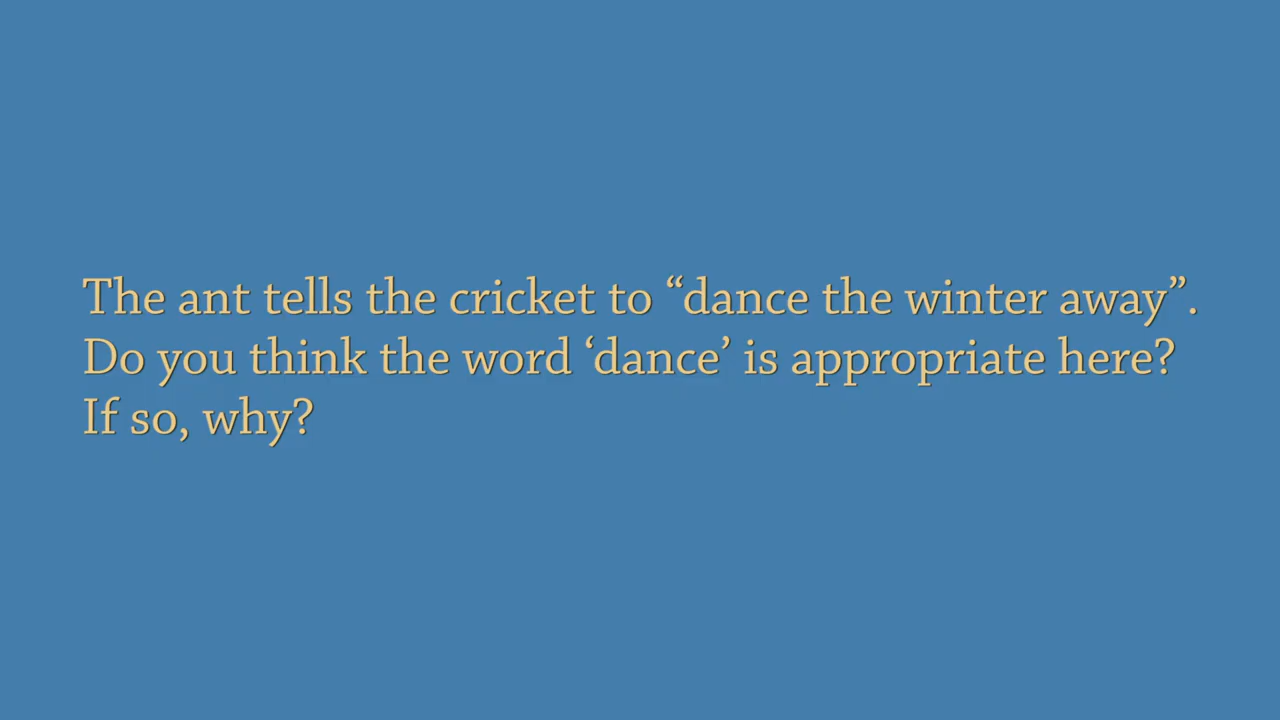 The ant tells the cricket to “dance the winter away”.
Do you think the word ‘dance’ is appropriate here?
If so, why?